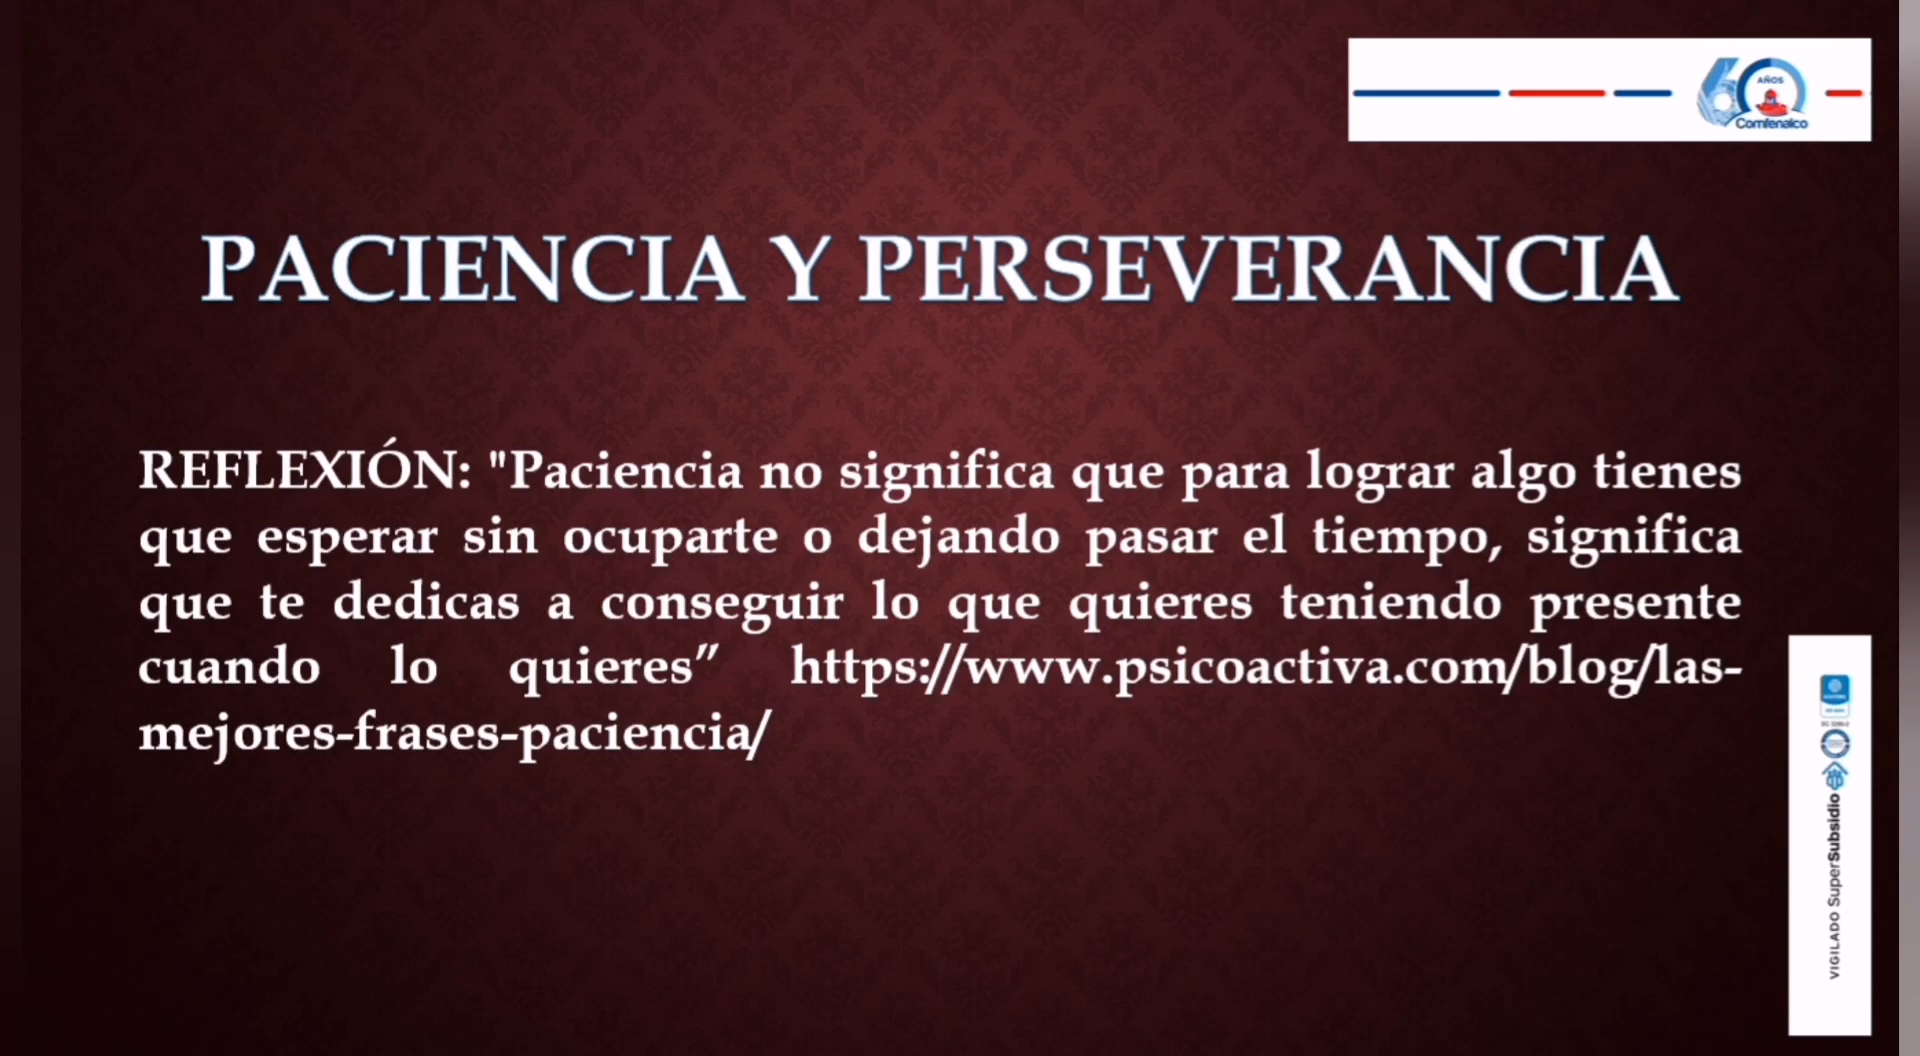 60 AÑOS
Comfenalco
PACIENCIA Y PERSEVERANCIA
REFLEXIÓN: "Paciencia no significa que para lograr algo tienes
que esperar sin ocuparte o dejando pasar el tiempo, significa
que te dedicas a conseguir lo que quieres teniendo presente
cuando lo quieres” https://www.psicoactiva.com/blog/las-
mejores-frases-paciencia/
VIGILADO SuperSubsidio